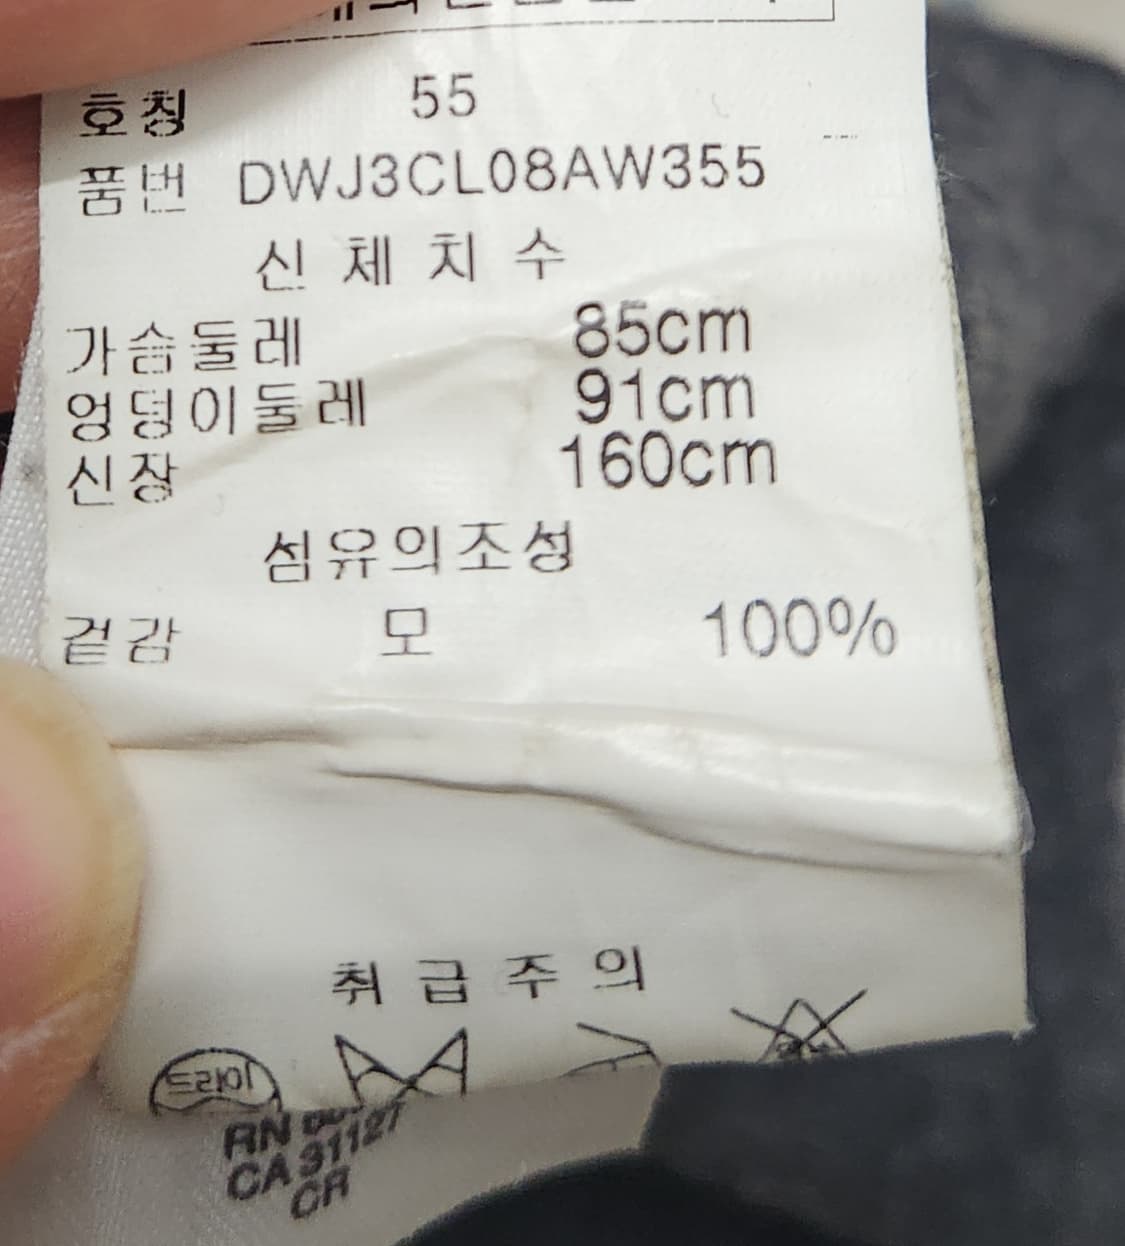 호칭 55
품번 DWJ3CL08AW355
신체치수
가슴둘레 85cm
엉덩이둘레 91cm
신장 160cm
섬유의조성
겉감 모 100%
취급주의
드라이
RN
CA 31127
CR